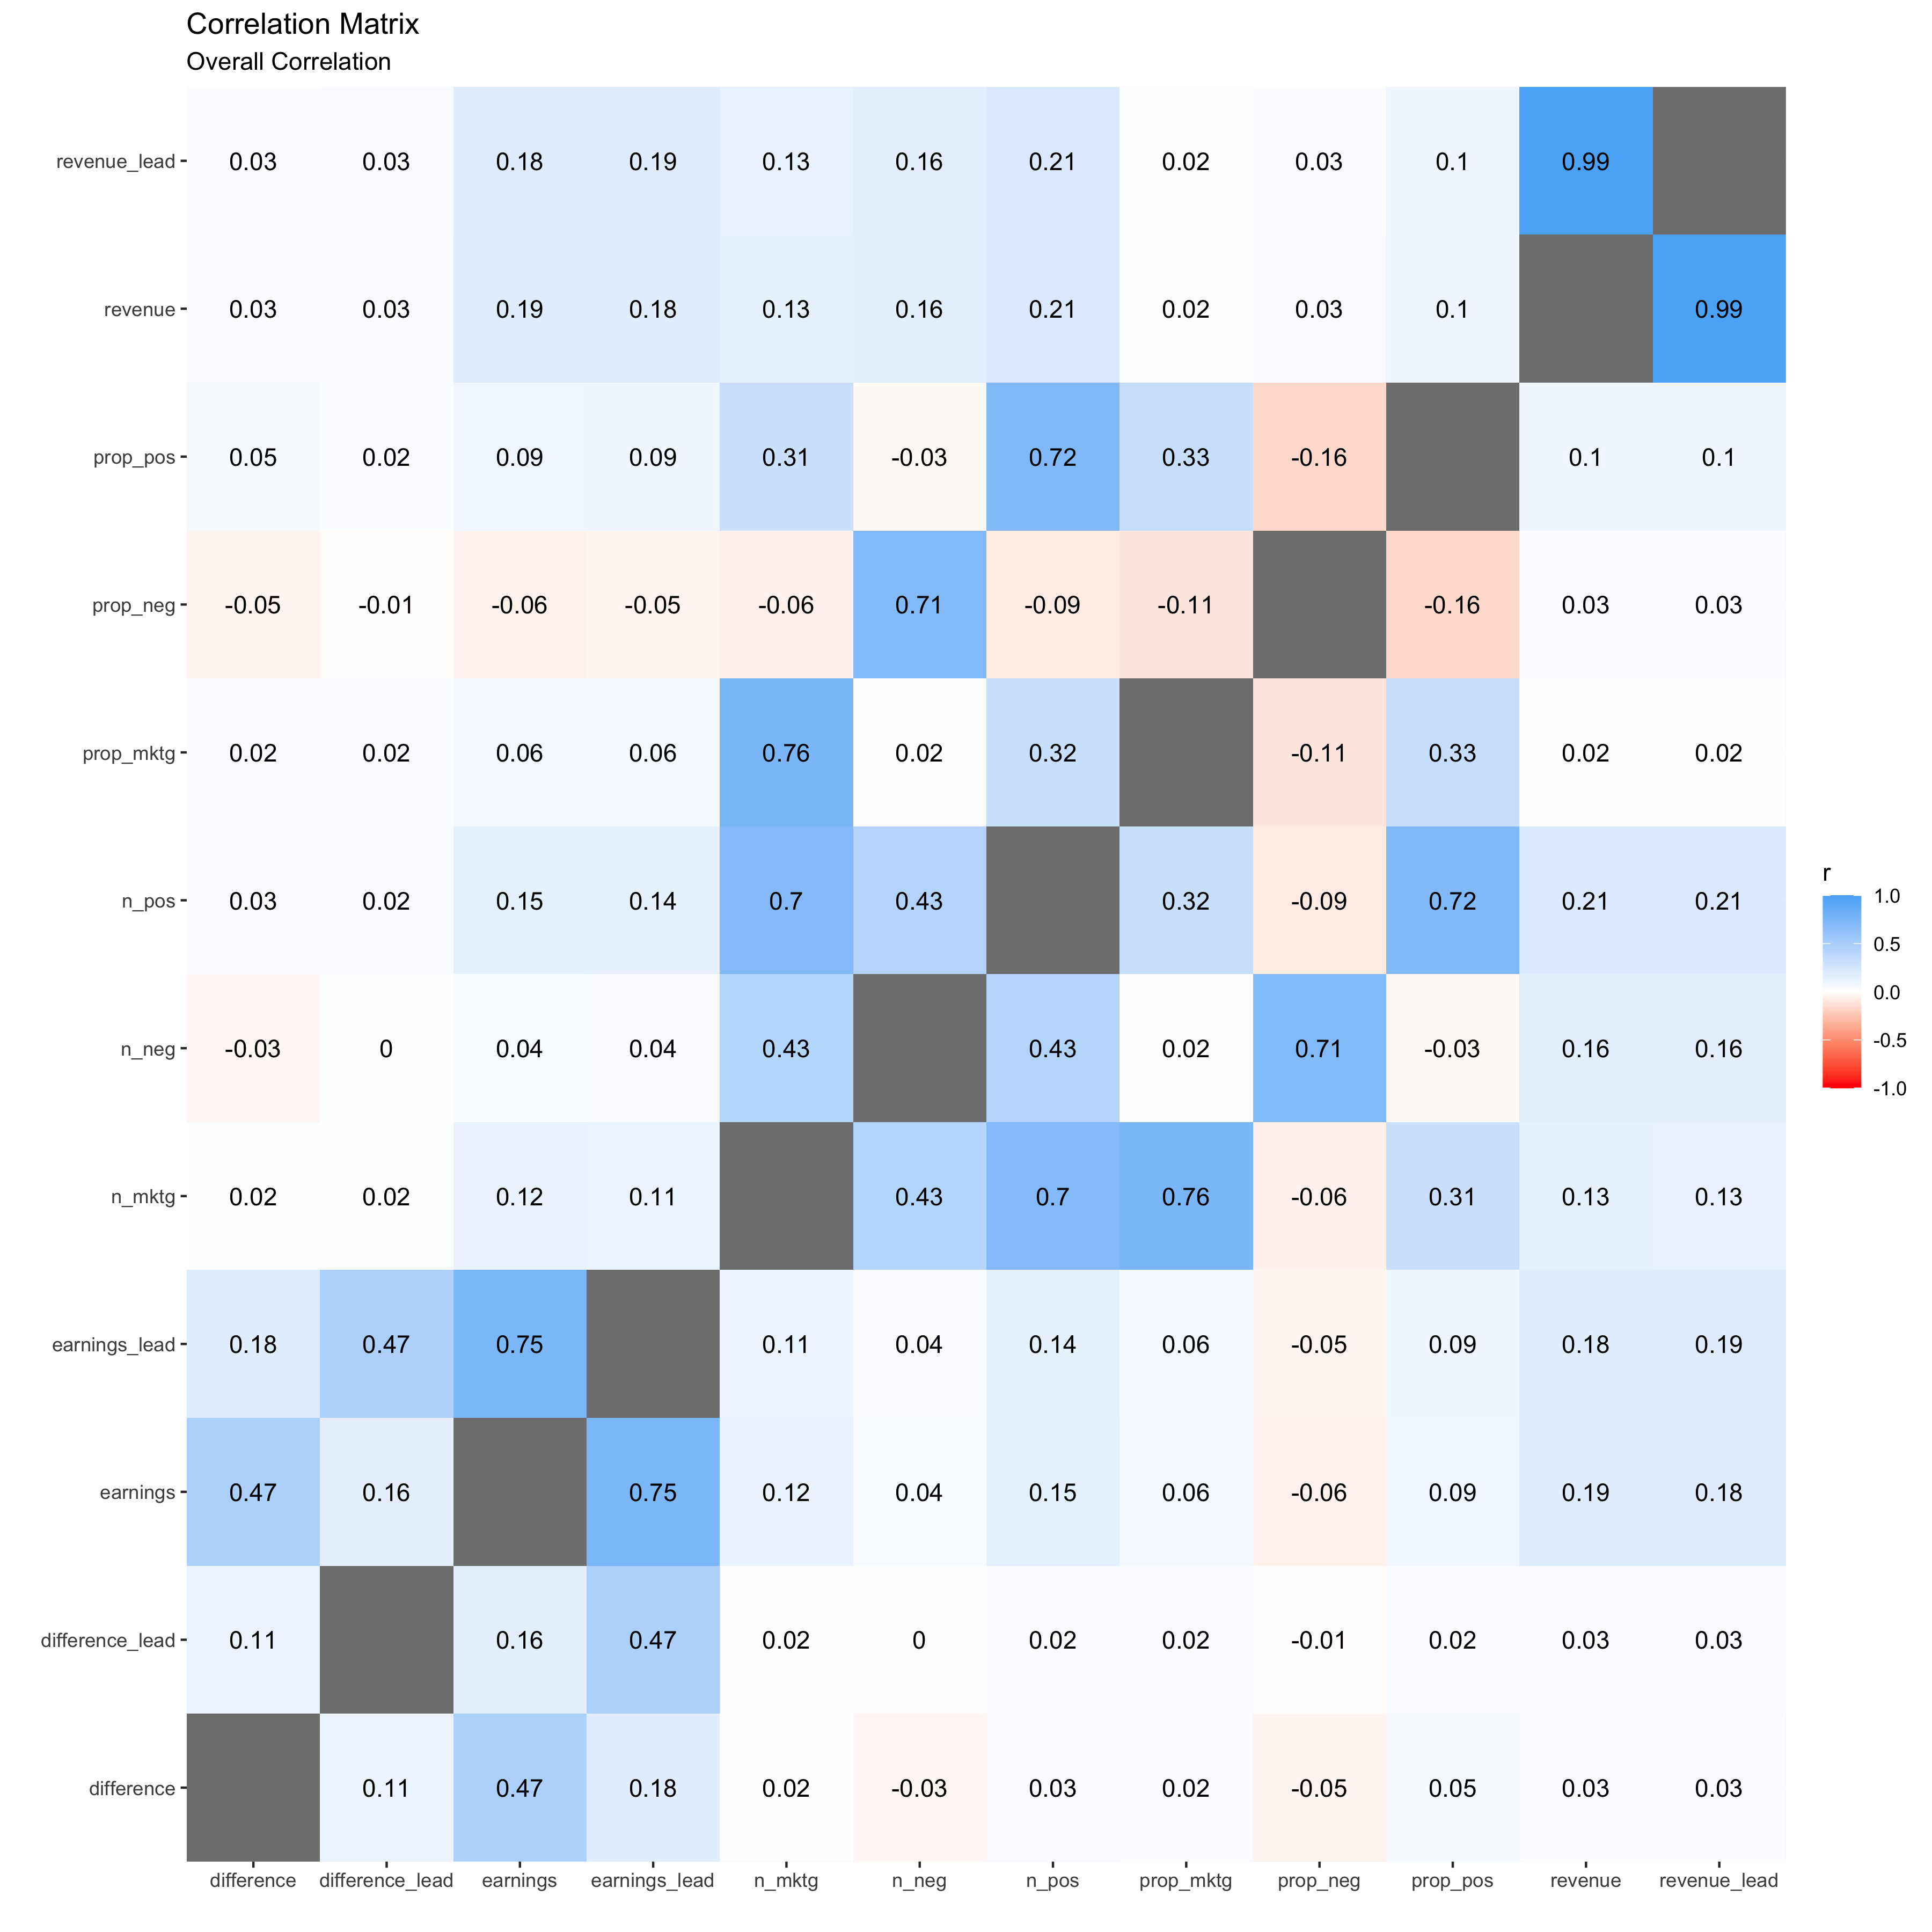 Correlation Matrix
Overall Correlation
revenue_lead 0.03 0.03 0.18 0.19 0.13 0.16 0.21 0.02 0.03 0.1 0.99
revenue 0.03 0.03 0.19 0.18 0.13 0.16 0.21 0.02 0.03 0.1 0.99
prop_pos 0.05 0.02 0.09 0.09 0.31 -0.03 0.72 0.33 -0.16 0.1 0.1
prop_neg -0.05 -0.01 -0.06 -0.05 -0.06 0.71 -0.09 -0.11 -0.16 0.03 0.03
prop_mktg 0.02 0.02 0.06 0.06 0.76 0.02 0.32 -0.11 0.33 0.02 0.02
n_pos 0.03 0.02 0.15 0.14 0.7 0.43 0.32 -0.09 0.72 0.21 0.21
n_neg -0.03 0 0.04 0.04 0.43 0.43 0.02 0.71 -0.03 0.16 0.16
n_mktg 0.02 0.02 0.12 0.11 0.43 0.7 0.76 -0.06 0.31 0.13 0.13
earnings_lead 0.18 0.47 0.75 0.11 0.04 0.14 0.06 -0.05 0.09 0.18 0.19
earnings 0.47 0.16 0.75 0.12 0.04 0.15 0.06 -0.06 0.09 0.19 0.18
difference_lead 0.11 0.16 0.47 0.02 0 0.02 0.02 -0.01 0.02 0.03 0.03
difference 0.11 0.47 0.18 0.02 -0.03 0.03 0.02 -0.05 0.05 0.03 0.03
difference difference_lead earnings earnings_lead n_mktg n_neg n_pos prop_mktg prop_neg prop_pos revenue revenue_lead
r
1.0
0.5
0.0
-0.5
-1.0